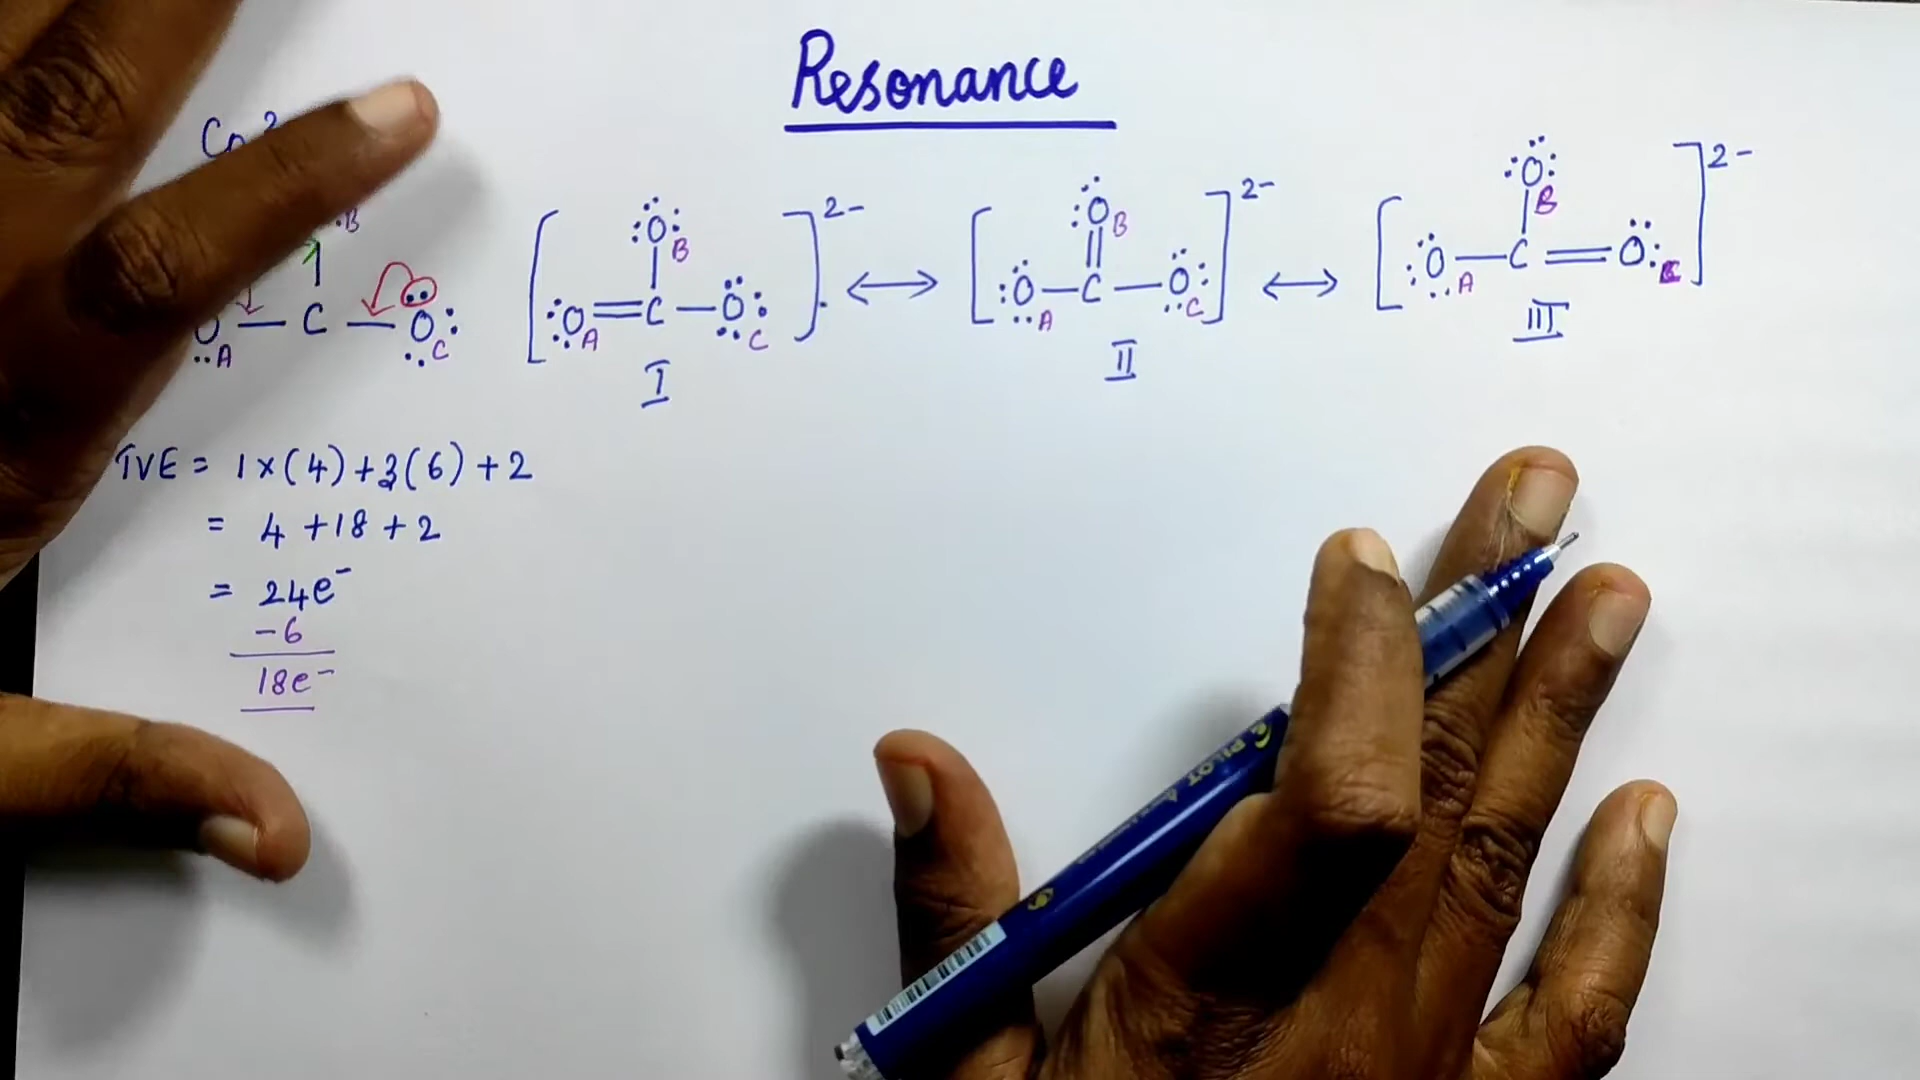 Resonance
2-
2-
2-
:O: B
:O: B
:O: B
B
O — C — O: C
A
:O = C — O: C
A
I
:O — C — O: C
A
II
:O — C = O: C
A
III
TVE = 1×(4)+3(6)+2
= 4 +18 +2
= 24e⁻
-6
18e⁻
PILOT